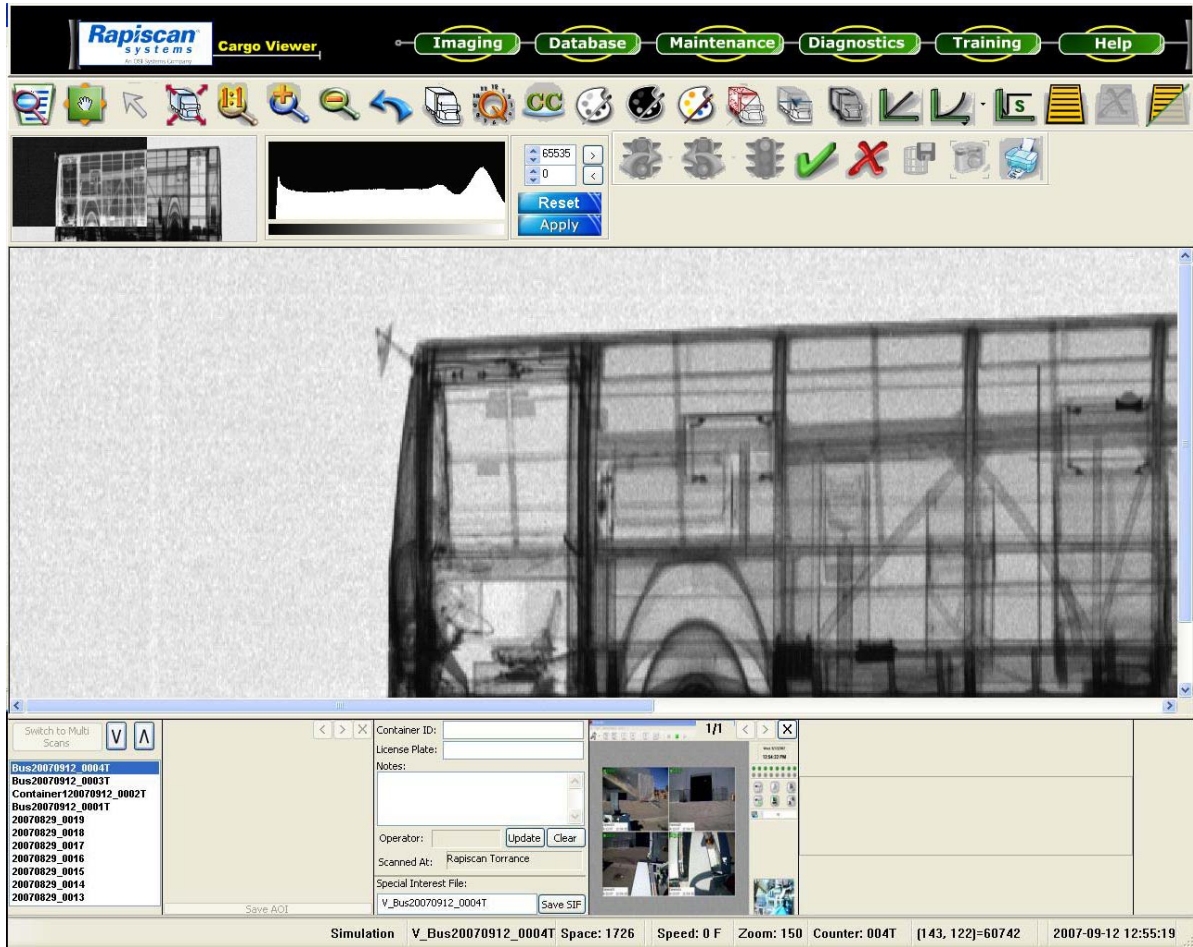 Rapiscan
systems
An OSI Systems Company
Cargo Viewer
Imaging
Database
Maintenance
Diagnostics
Training
Help
1:1
CC
S
65535
0
Reset
Apply
Switch to Multi
Scans
V
Λ
Bus20070912_0004T
Bus20070912_0003T
Container120070912_0002T
Bus20070912_0001T
20070829_0019
20070829_0018
20070829_0017
20070829_0016
20070829_0015
20070829_0014
20070829_0013
Save AOI
< > X
Container ID:
License Plate:
Notes:
Operator:
Update
Clear
Scanned At: Rapiscan Torrance
Special Interest File:
V_Bus20070912_0004T
Save SIF
1/1 < > X
Simulation V_Bus20070912_0004T Space: 1726 Speed: 0 F Zoom: 150 Counter: 004T (143, 122)=60742 2007-09-12 12:55:19